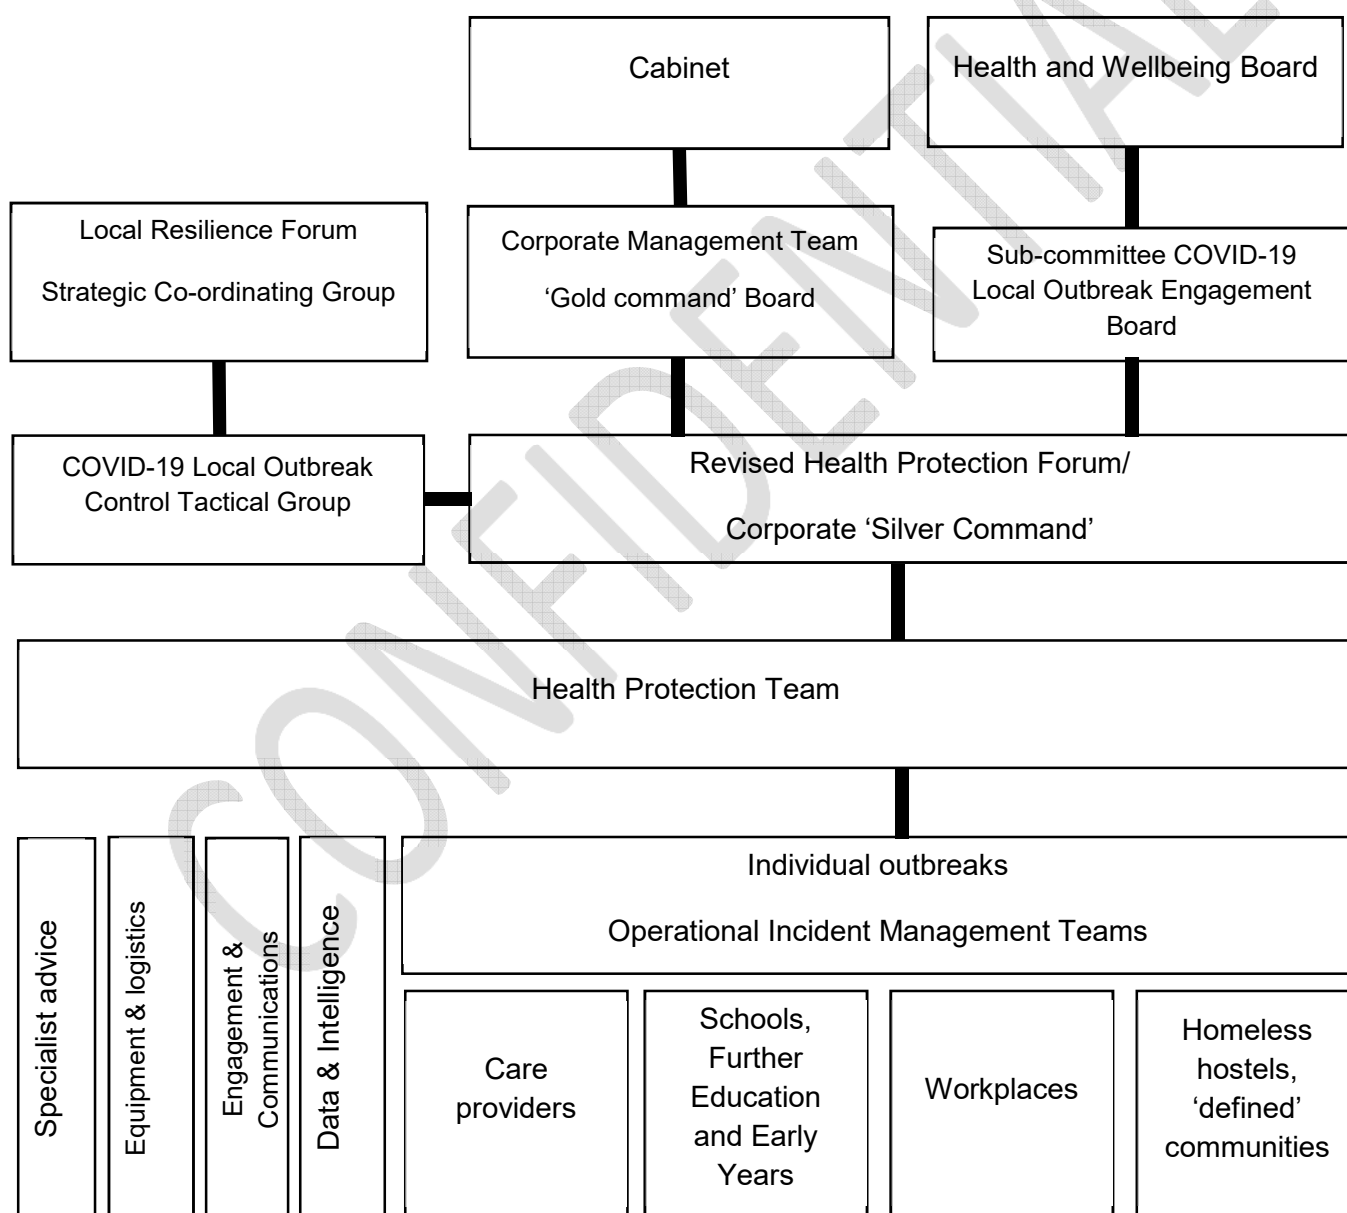 Cabinet
Health and Wellbeing Board
Local Resilience Forum
Strategic Co-ordinating Group
Corporate Management Team
‘Gold command’ Board
Sub-committee COVID-19
Local Outbreak Engagement
Board
COVID-19 Local Outbreak
Control Tactical Group
Revised Health Protection Forum/
Corporate ‘Silver Command’
Health Protection Team
Specialist advice
Equipment & logistics
Engagement &
Communications
Data & Intelligence
Individual outbreaks
Operational Incident Management Teams
Care
providers
Schools,
Further
Education
and Early
Years
Workplaces
Homeless
hostels,
‘defined’
communities
CONFIDENTIAL